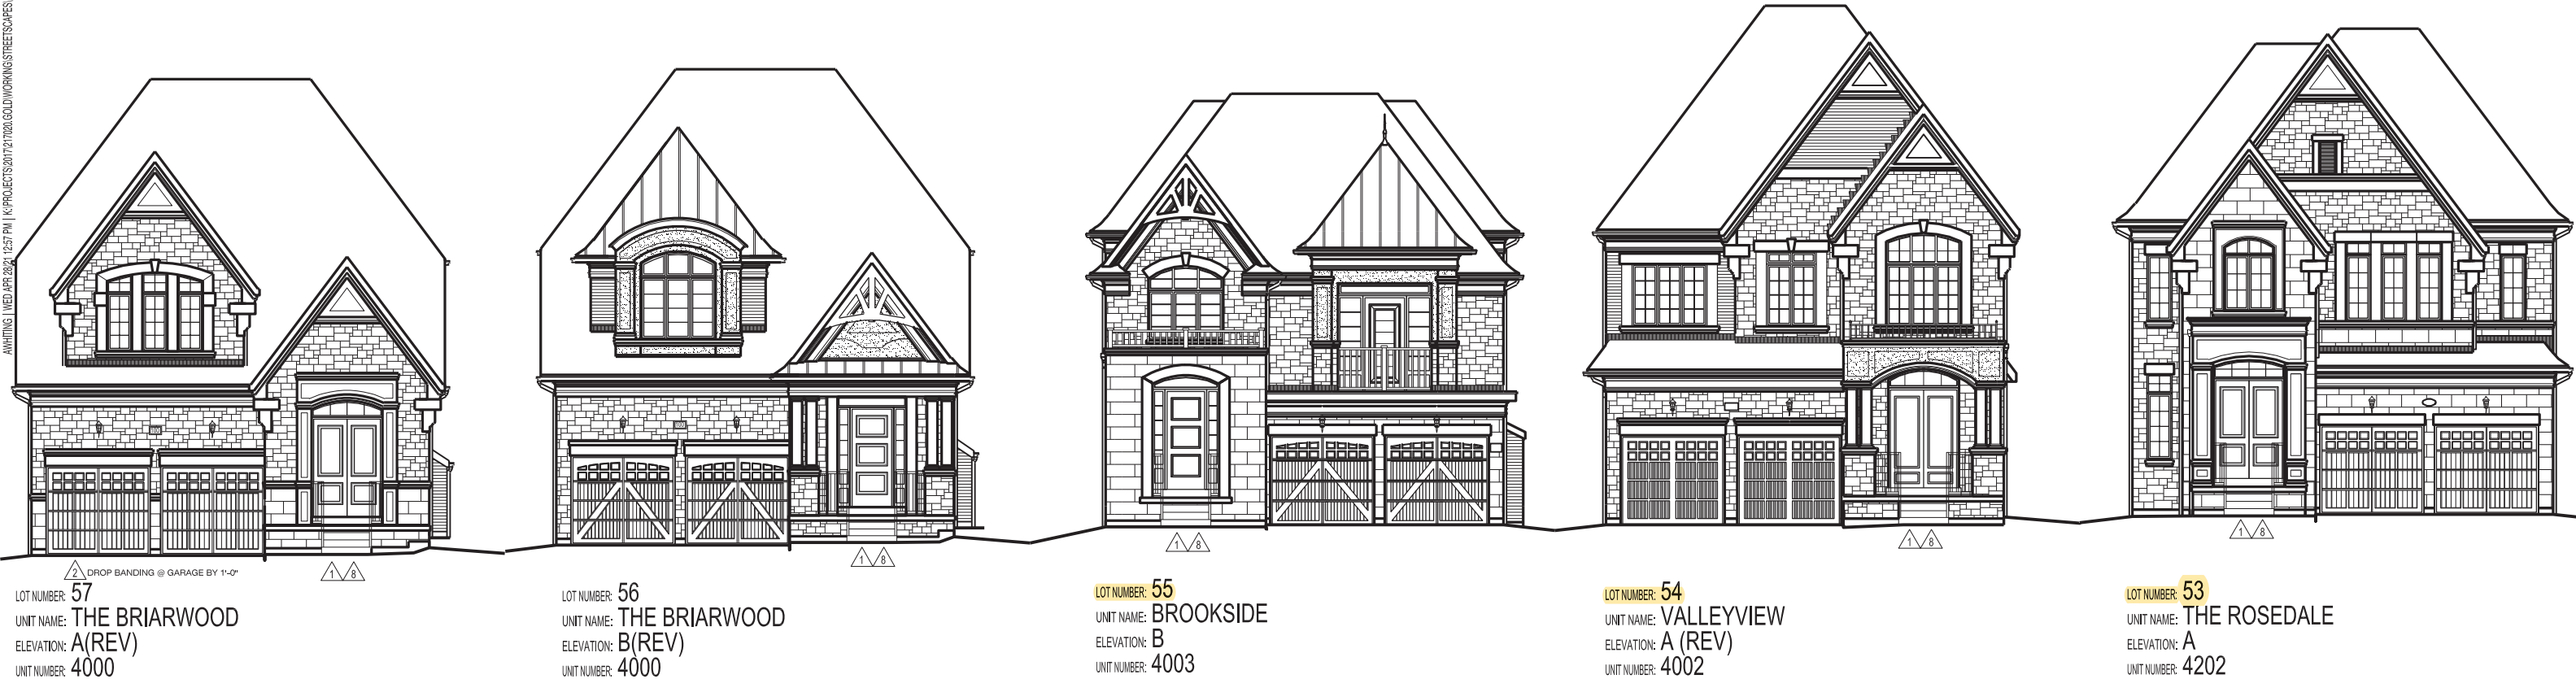 AWHITING | WED APR 28/21 12:57 PM | K:\PROJECTS\2017\217020.GOLD\WORKING\STREETSCAPES\
2 DROP BANDING @ GARAGE BY 1'-0"
1 8
LOT NUMBER: 57
UNIT NAME: THE BRIARWOOD
ELEVATION: A(REV)
UNIT NUMBER: 4000
1 8
LOT NUMBER: 56
UNIT NAME: THE BRIARWOOD
ELEVATION: B(REV)
UNIT NUMBER: 4000
1 8
LOT NUMBER: 55
UNIT NAME: BROOKSIDE
ELEVATION: B
UNIT NUMBER: 4003
1 8
LOT NUMBER: 54
UNIT NAME: VALLEYVIEW
ELEVATION: A (REV)
UNIT NUMBER: 4002
1 8
LOT NUMBER: 53
UNIT NAME: THE ROSEDALE
ELEVATION: A
UNIT NUMBER: 4202